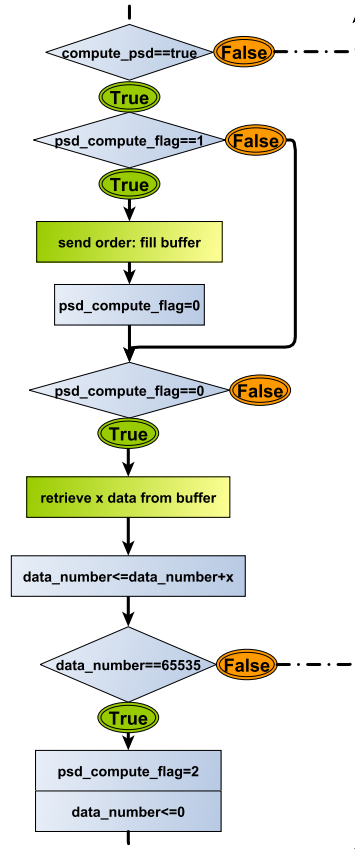 compute_psd==true
False
True
psd_compute_flag==1
False
True
send order: fill buffer
psd_compute_flag=0
psd_compute_flag==0
False
True
retrieve x data from buffer
data_number<=data_number+x
data_number==65535
False
True
psd_compute_flag=2
data_number<=0